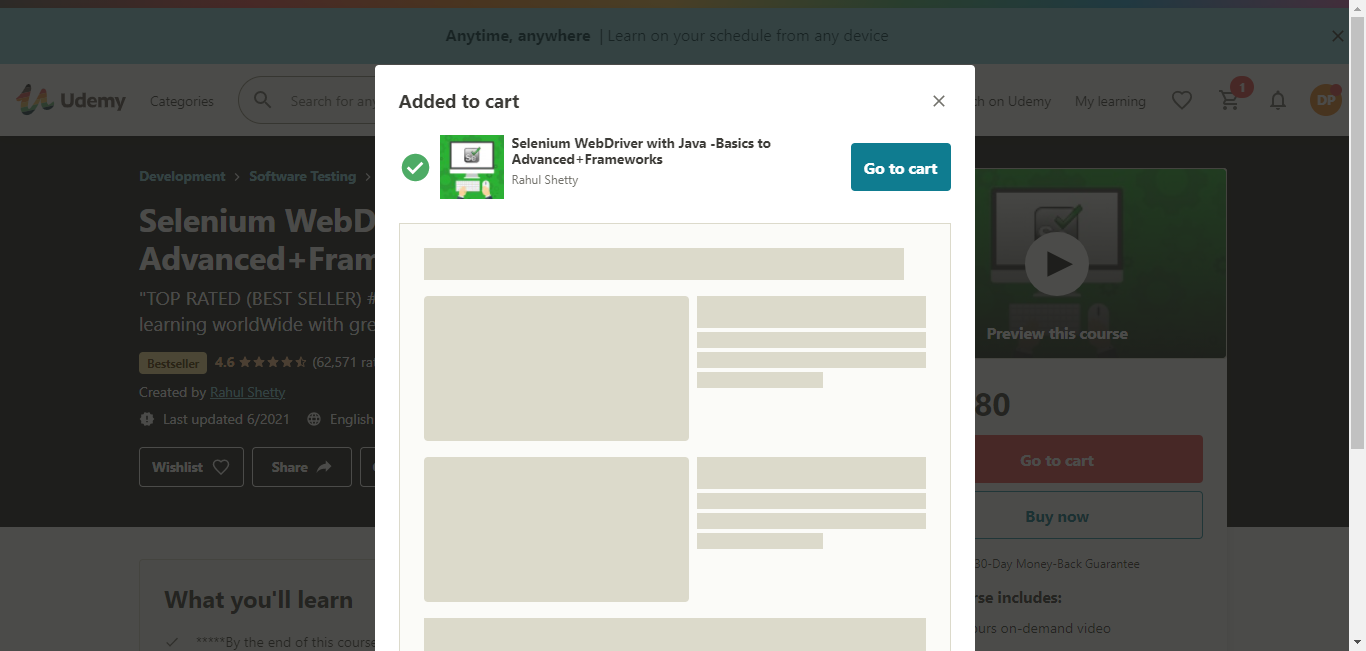 Anytime, anywhere | Learn on your schedule from any device
Udemy
Categories
Search for any
ch on Udemy
My learning
1
DP
Added to cart
Selenium WebDriver with Java -Basics to
Advanced+Frameworks
Rahul Shetty
Go to cart
Development
Software Testing
Selenium WebD
Advanced+Fram
"TOP RATED (BEST SELLER) #
learning worldWide with gre
Bestseller 4.6 (62,571 rat
Created by Rahul Shetty
Last updated 6/2021 English
Wishlist
Share
Preview this course
80
Go to cart
Buy now
30-Day Money-Back Guarantee
rse includes:
ours on-demand video
What you'll learn
*****By the end of this course